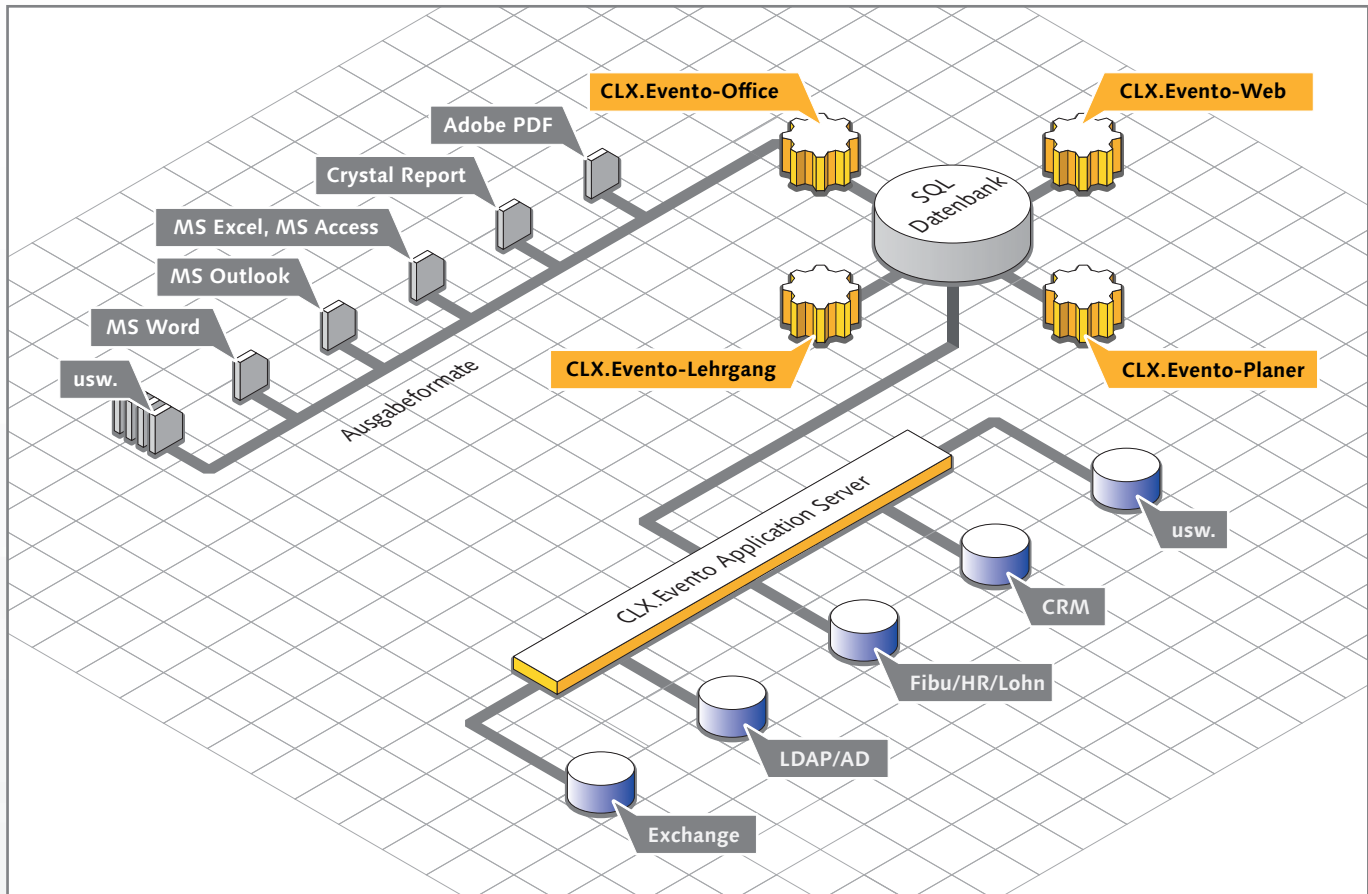 CLX.Evento-Office
CLX.Evento-Web
Adobe PDF
Crystal Report
MS Excel, MS Access
MS Outlook
MS Word
usw.
Ausgabeformate
SQL
Datenbank
CLX.Evento-Lehrgang
CLX.Evento-Planer
CLX.Evento Application Server
usw.
CRM
Fibu/HR/Lohn
LDAP/AD
Exchange